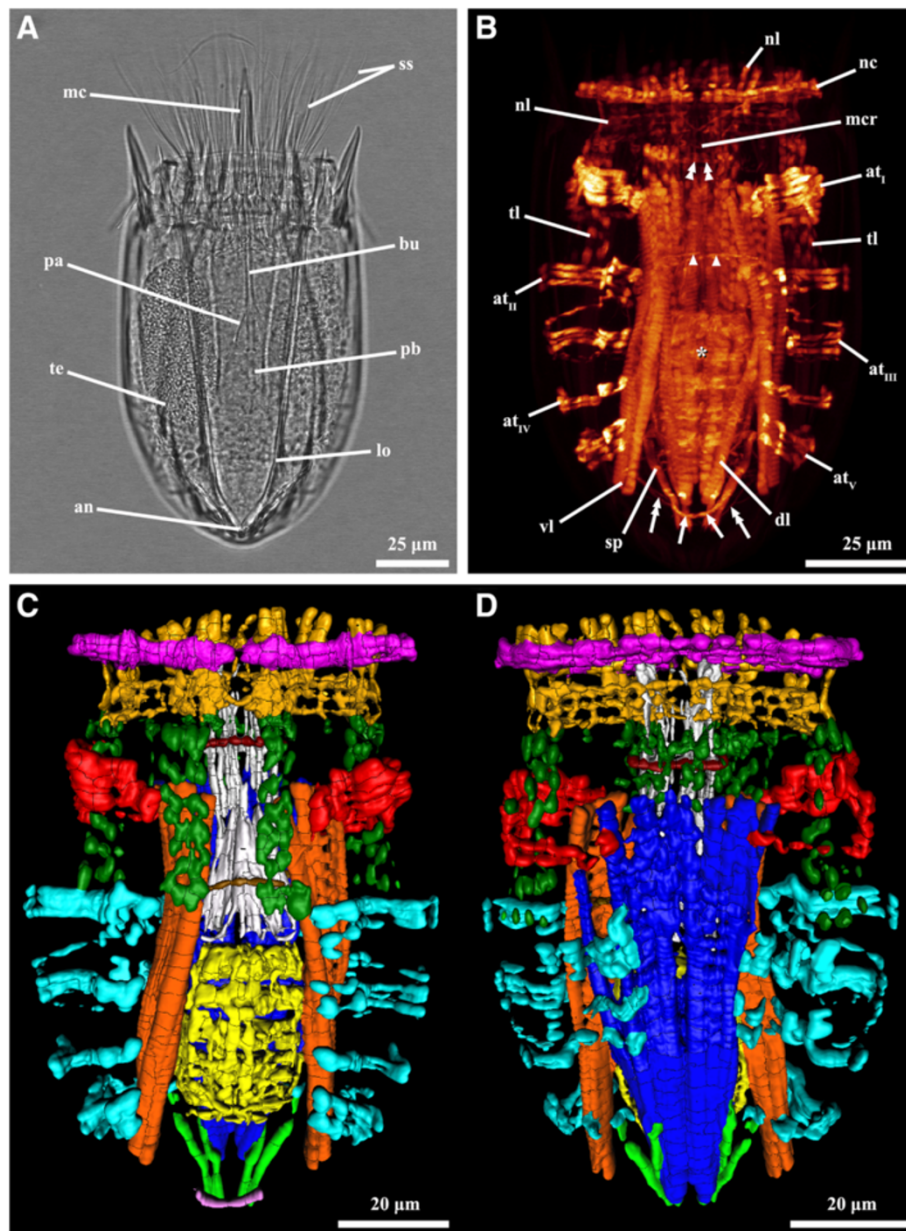 A
ss
mc
bu
pa
pb
te
lo
an
25 µm
B
nl
nc
nl
mcr
atI
tl
tl
atII
*
atIII
atIV
atV
vl
sp
dl
25 µm
C
20 µm
D
20 µm